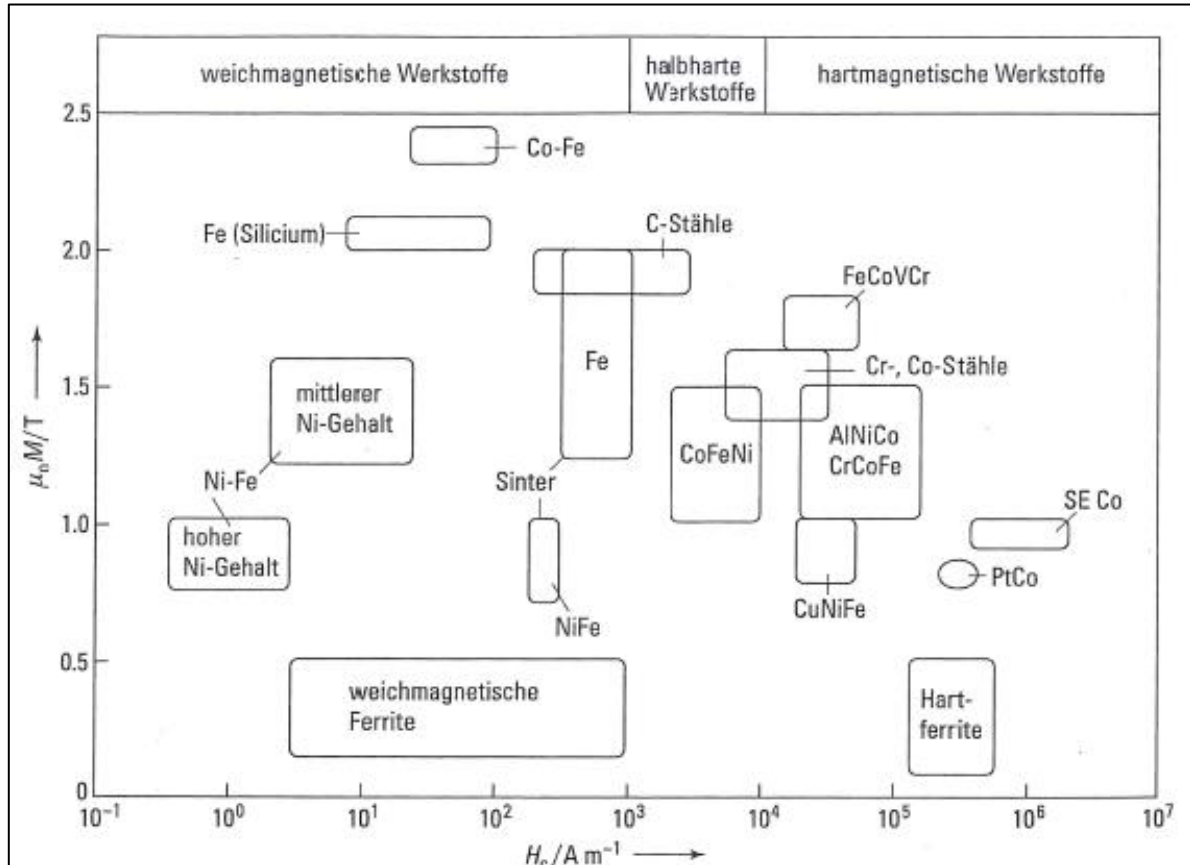 weichmagnetische Werkstoffe
halbharte
Werkstoffe
hartmagnetische Werkstoffe
2.5
Co-Fe
Fe (Silicium)
C-Stähle
2.0
FeCoVCr
Fe
Cr-, Co-Stähle
1.5
mittlerer
Ni-Gehalt
AlNiCo
CrCoFe
CoFeNi
μ₀M/T
Ni-Fe
Sinter
SE Co
1.0
hoher
Ni-Gehalt
PtCo
CuNiFe
NiFe
0.5
weichmagnetische
Ferrite
Hart-
ferrite
0
10⁻¹ 10⁰ 10¹ 10² 10³ 10⁴ 10⁵ 10⁶ 10⁷
H꜀/A m⁻¹